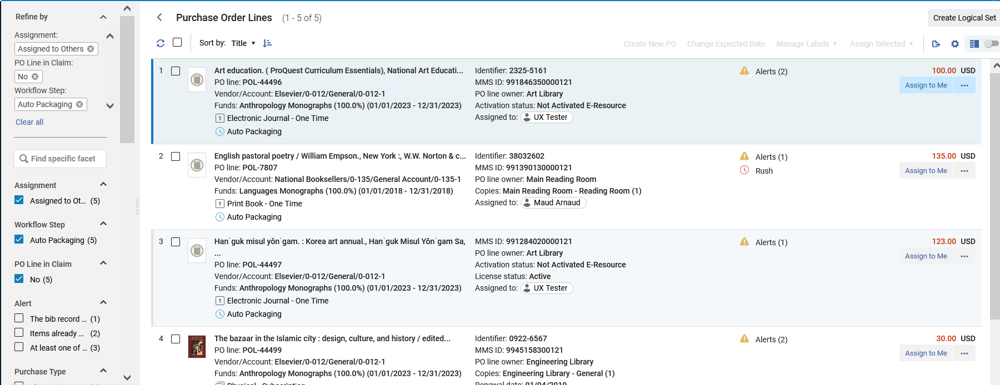 Refine by
Assignment:
Assigned to Others
PO Line in Claim:
No
Workflow Step:
Auto Packaging
Clear all
Find specific facet
Assignment
Assigned to Ot... (5)
Workflow Step
Auto Packaging (5)
PO Line in Claim
No (5)
Alert
The bib record ... (1)
Items already ... (2)
At least one of ... (3)
Purchase Type
Purchase Order Lines (1 - 5 of 5)
Create Logical Set
Sort by: Title
Create New PO Change Expected Date Manage Labels Assign Selected
1
Art education. ( ProQuest Curriculum Essentials), National Art Educati...
PO line: POL-44496
Vendor/Account: Elsevier/0-012/General/0-012-1
Funds: Anthropology Monographs (100.0%) (01/01/2023 - 12/31/2023)
1 Electronic Journal - One Time
Auto Packaging
Identifier: 2325-5161
MMS ID: 991846350000121
PO line owner: Art Library
Activation status: Not Activated E-Resource
Assigned to: UX Tester
Alerts (2)
100.00 USD
Assign to Me ...
2
English pastoral poetry / William Empson., New York :, W.W. Norton & c...
PO line: POL-7807
Vendor/Account: National Booksellers/0-135/General Account/0-135-1
Funds: Languages Monographs (100.0%) (01/01/2018 - 12/31/2018)
1 Print Book - One Time
Auto Packaging
Identifier: 38032602
MMS ID: 991390130000121
PO line owner: Main Reading Room
Copies: Main Reading Room - Reading Room (1)
Assigned to: Maud Arnaud
Alerts (1)
Rush
135.00 USD
Assign to Me ...
3
Hanʾguk misul yŏnʾgam. : Korea art annual., Hanʾguk Misul Yŏnʾgam Sa,
...
PO line: POL-44497
Vendor/Account: Elsevier/0-012/General/0-012-1
Funds: Anthropology Monographs (100.0%) (01/01/2023 - 12/31/2023)
1 Electronic Journal - One Time
Auto Packaging
MMS ID: 991284020000121
PO line owner: Art Library
Activation status: Not Activated E-Resource
License status: Active
Assigned to: UX Tester
Alerts (1)
123.00 USD
Assign to Me ...
4
The bazaar in the Islamic city : design, culture, and history / edited...
PO line: POL-44499
Vendor/Account: Elsevier/0-012/General/0-012-1
Funds: Anthropology Monographs (100.0%) (01/01/2023 - 12/31/2023)
Physical - Subscription
Identifier: 0922-6567
MMS ID: 9945158300121
PO line owner: Engineering Library
Copies: Engineering Library - General (1)
Renewal date: 01/04/2019
Alerts (2)
30.00 USD
Assign to Me ...